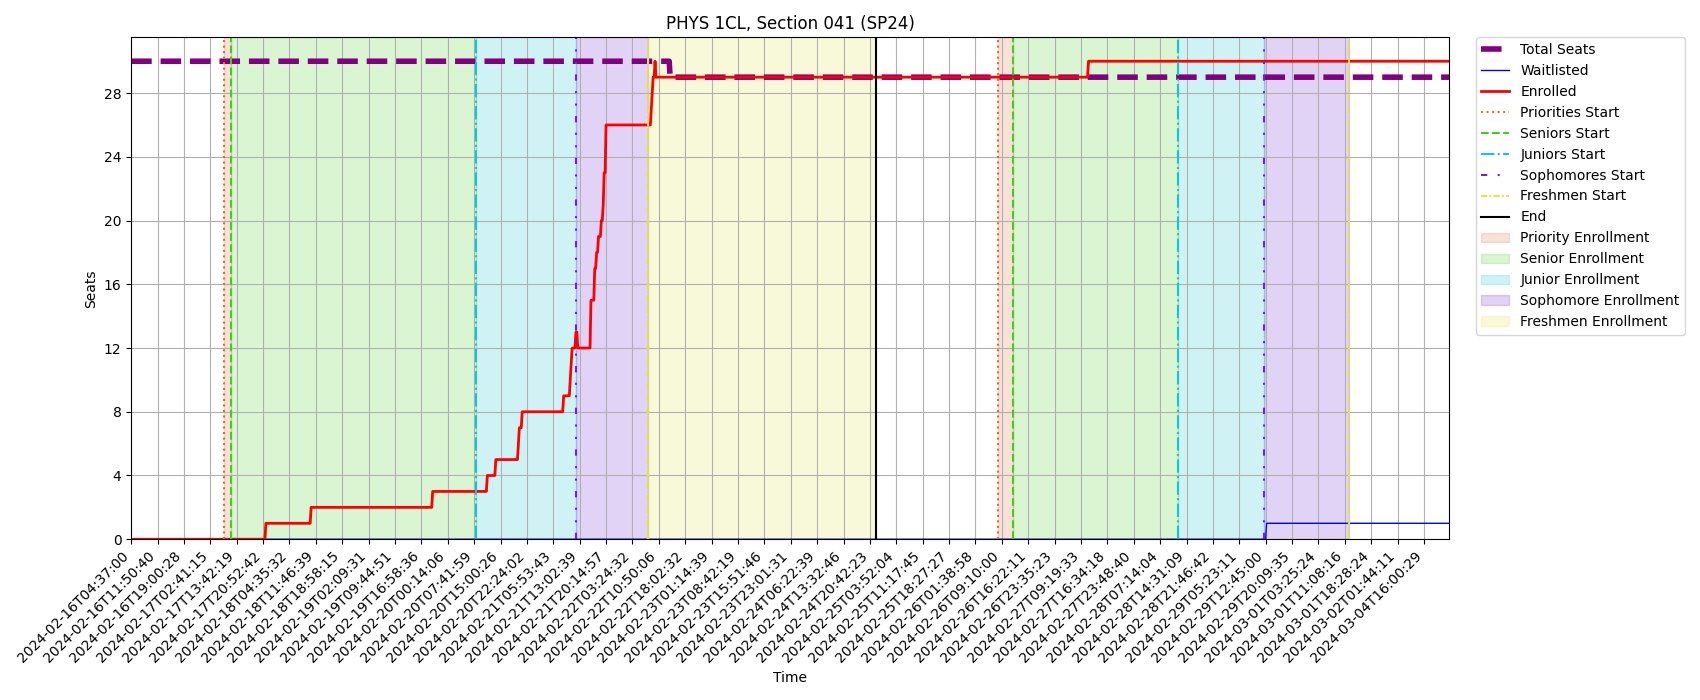 PHYS 1CL, Section 041 (SP24)
Seats
28
24
20
16
12
8
4
0
2024-02-16T04:37:00
2024-02-16T11:50:40
2024-02-16T19:00:28
2024-02-17T02:41:15
2024-02-17T13:42:19
2024-02-17T20:52:42
2024-02-18T04:35:32
2024-02-18T11:46:39
2024-02-18T18:58:15
2024-02-19T02:09:31
2024-02-19T09:44:51
2024-02-19T16:58:36
2024-02-20T00:14:06
2024-02-20T07:41:59
2024-02-20T15:00:26
2024-02-20T22:24:02
2024-02-21T05:53:43
2024-02-21T13:02:39
2024-02-21T20:14:57
2024-02-22T03:24:32
2024-02-22T10:50:06
2024-02-22T18:02:32
2024-02-23T01:14:39
2024-02-23T08:42:19
2024-02-23T15:51:46
2024-02-23T23:01:31
2024-02-24T06:22:39
2024-02-24T13:32:46
2024-02-24T20:42:23
2024-02-25T03:52:04
2024-02-25T11:17:45
2024-02-25T18:27:27
2024-02-26T01:38:58
2024-02-26T09:10:00
2024-02-26T16:22:11
2024-02-26T23:35:23
2024-02-27T09:19:33
2024-02-27T16:34:18
2024-02-27T23:48:40
2024-02-28T07:14:04
2024-02-28T14:31:09
2024-02-28T21:46:42
2024-02-29T05:23:11
2024-02-29T12:45:00
2024-02-29T20:09:35
2024-03-01T03:25:24
2024-03-01T11:08:16
2024-03-01T18:28:24
2024-03-02T01:44:11
2024-03-04T16:00:29
Time
Total Seats
Waitlisted
Enrolled
Priorities Start
Seniors Start
Juniors Start
Sophomores Start
Freshmen Start
End
Priority Enrollment
Senior Enrollment
Junior Enrollment
Sophomore Enrollment
Freshmen Enrollment